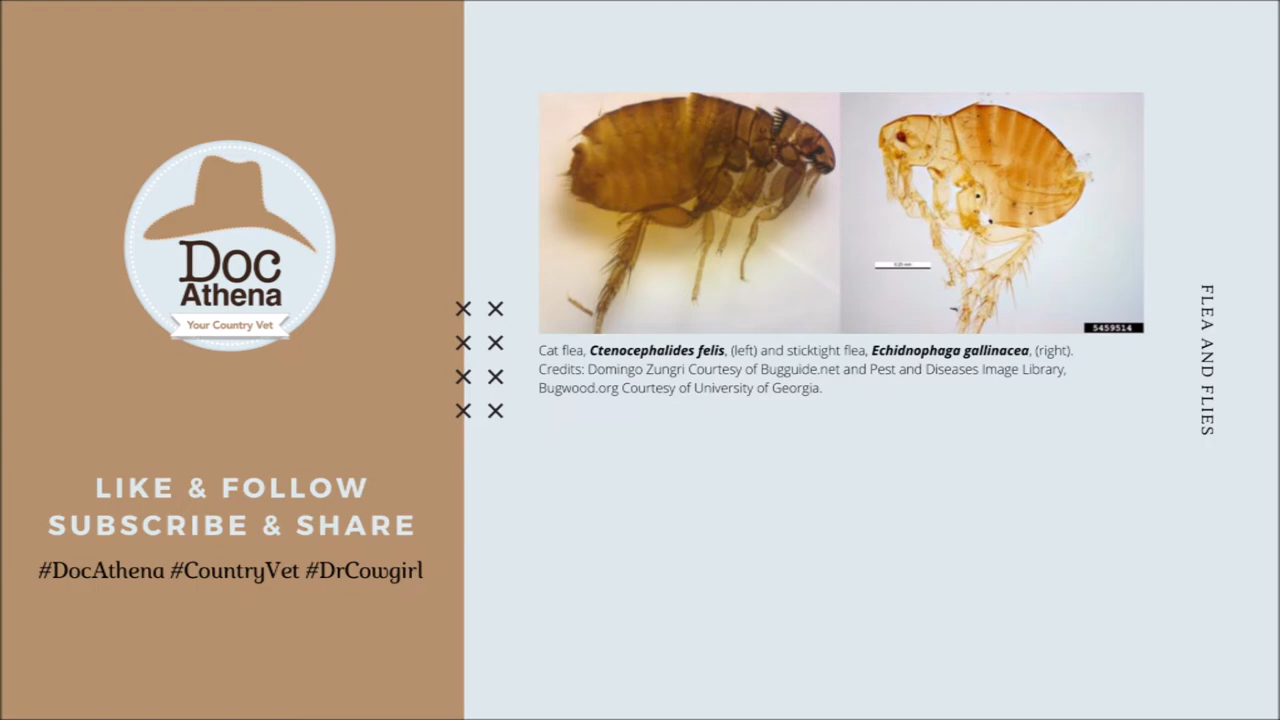 Doc
Athena
Your Country Vet
LIKE & FOLLOW
SUBSCRIBE & SHARE
#DocAthena #CountryVet #DrCowgirl
5459514
Cat flea, Ctenocephalides felis, (left) and sticktight flea, Echidnophaga gallinacea, (right).
Credits: Domingo Zungri Courtesy of Bugguide.net and Pest and Diseases Image Library,
Bugwood.org Courtesy of University of Georgia.
FLEA AND FLIES